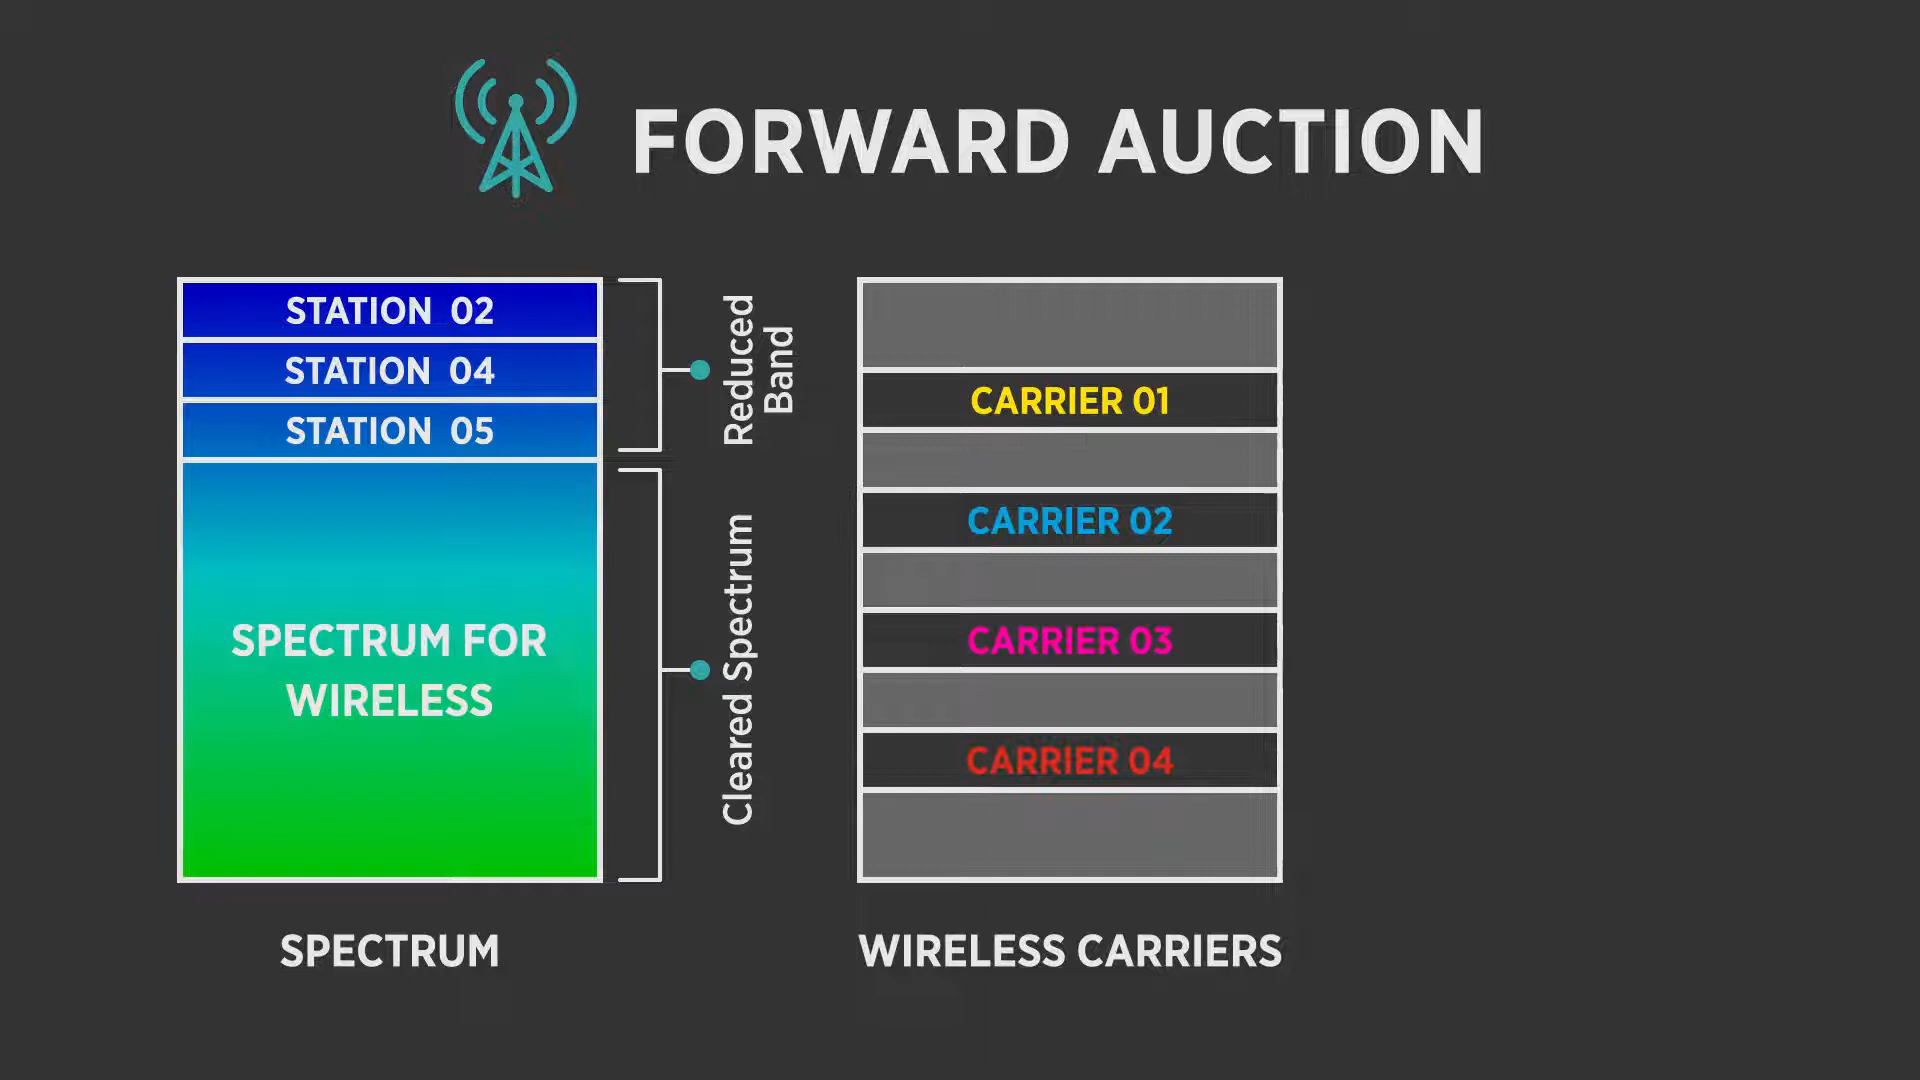 FORWARD AUCTION
STATION 02
STATION 04
STATION 05
SPECTRUM FOR
WIRELESS
Reduced
Band
Cleared Spectrum
SPECTRUM
CARRIER 01
CARRIER 02
CARRIER 03
CARRIER 04
WIRELESS CARRIERS